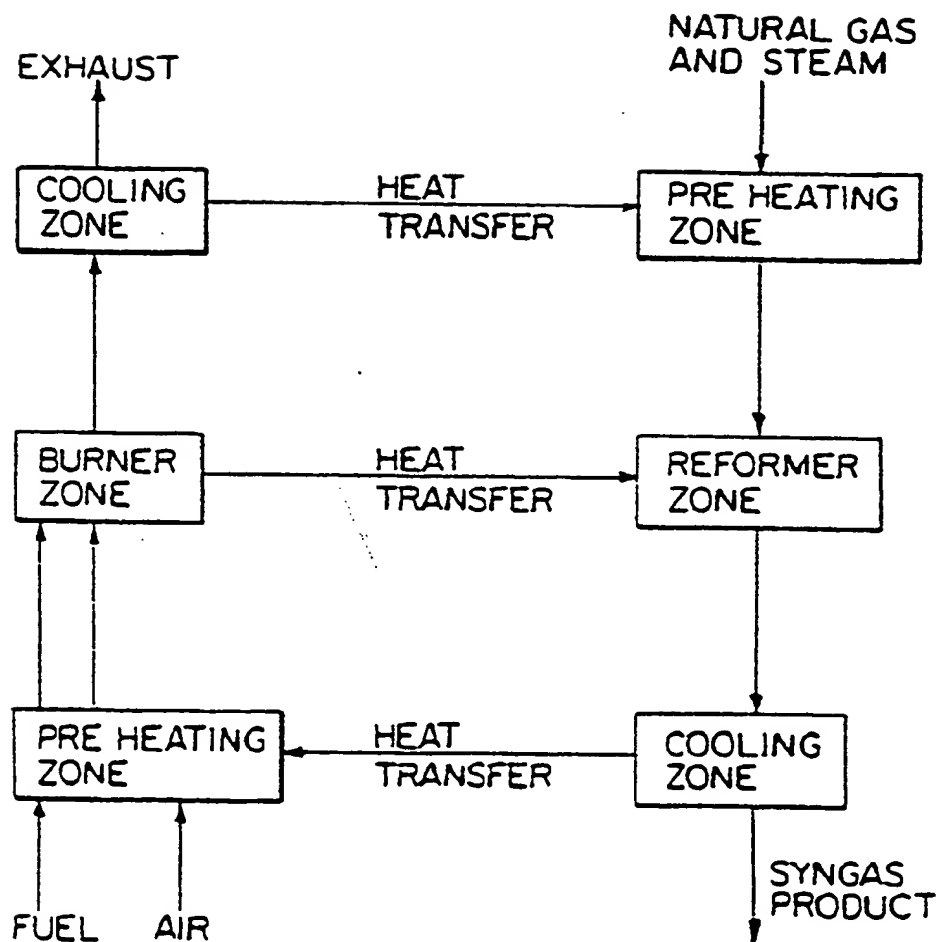 NATURAL GAS
AND STEAM
EXHAUST
COOLING
ZONE
HEAT
TRANSFER
PRE HEATING
ZONE
BURNER
ZONE
HEAT
TRANSFER
REFORMER
ZONE
PRE HEATING
ZONE
HEAT
TRANSFER
COOLING
ZONE
FUEL
AIR
SYNGAS
PRODUCT